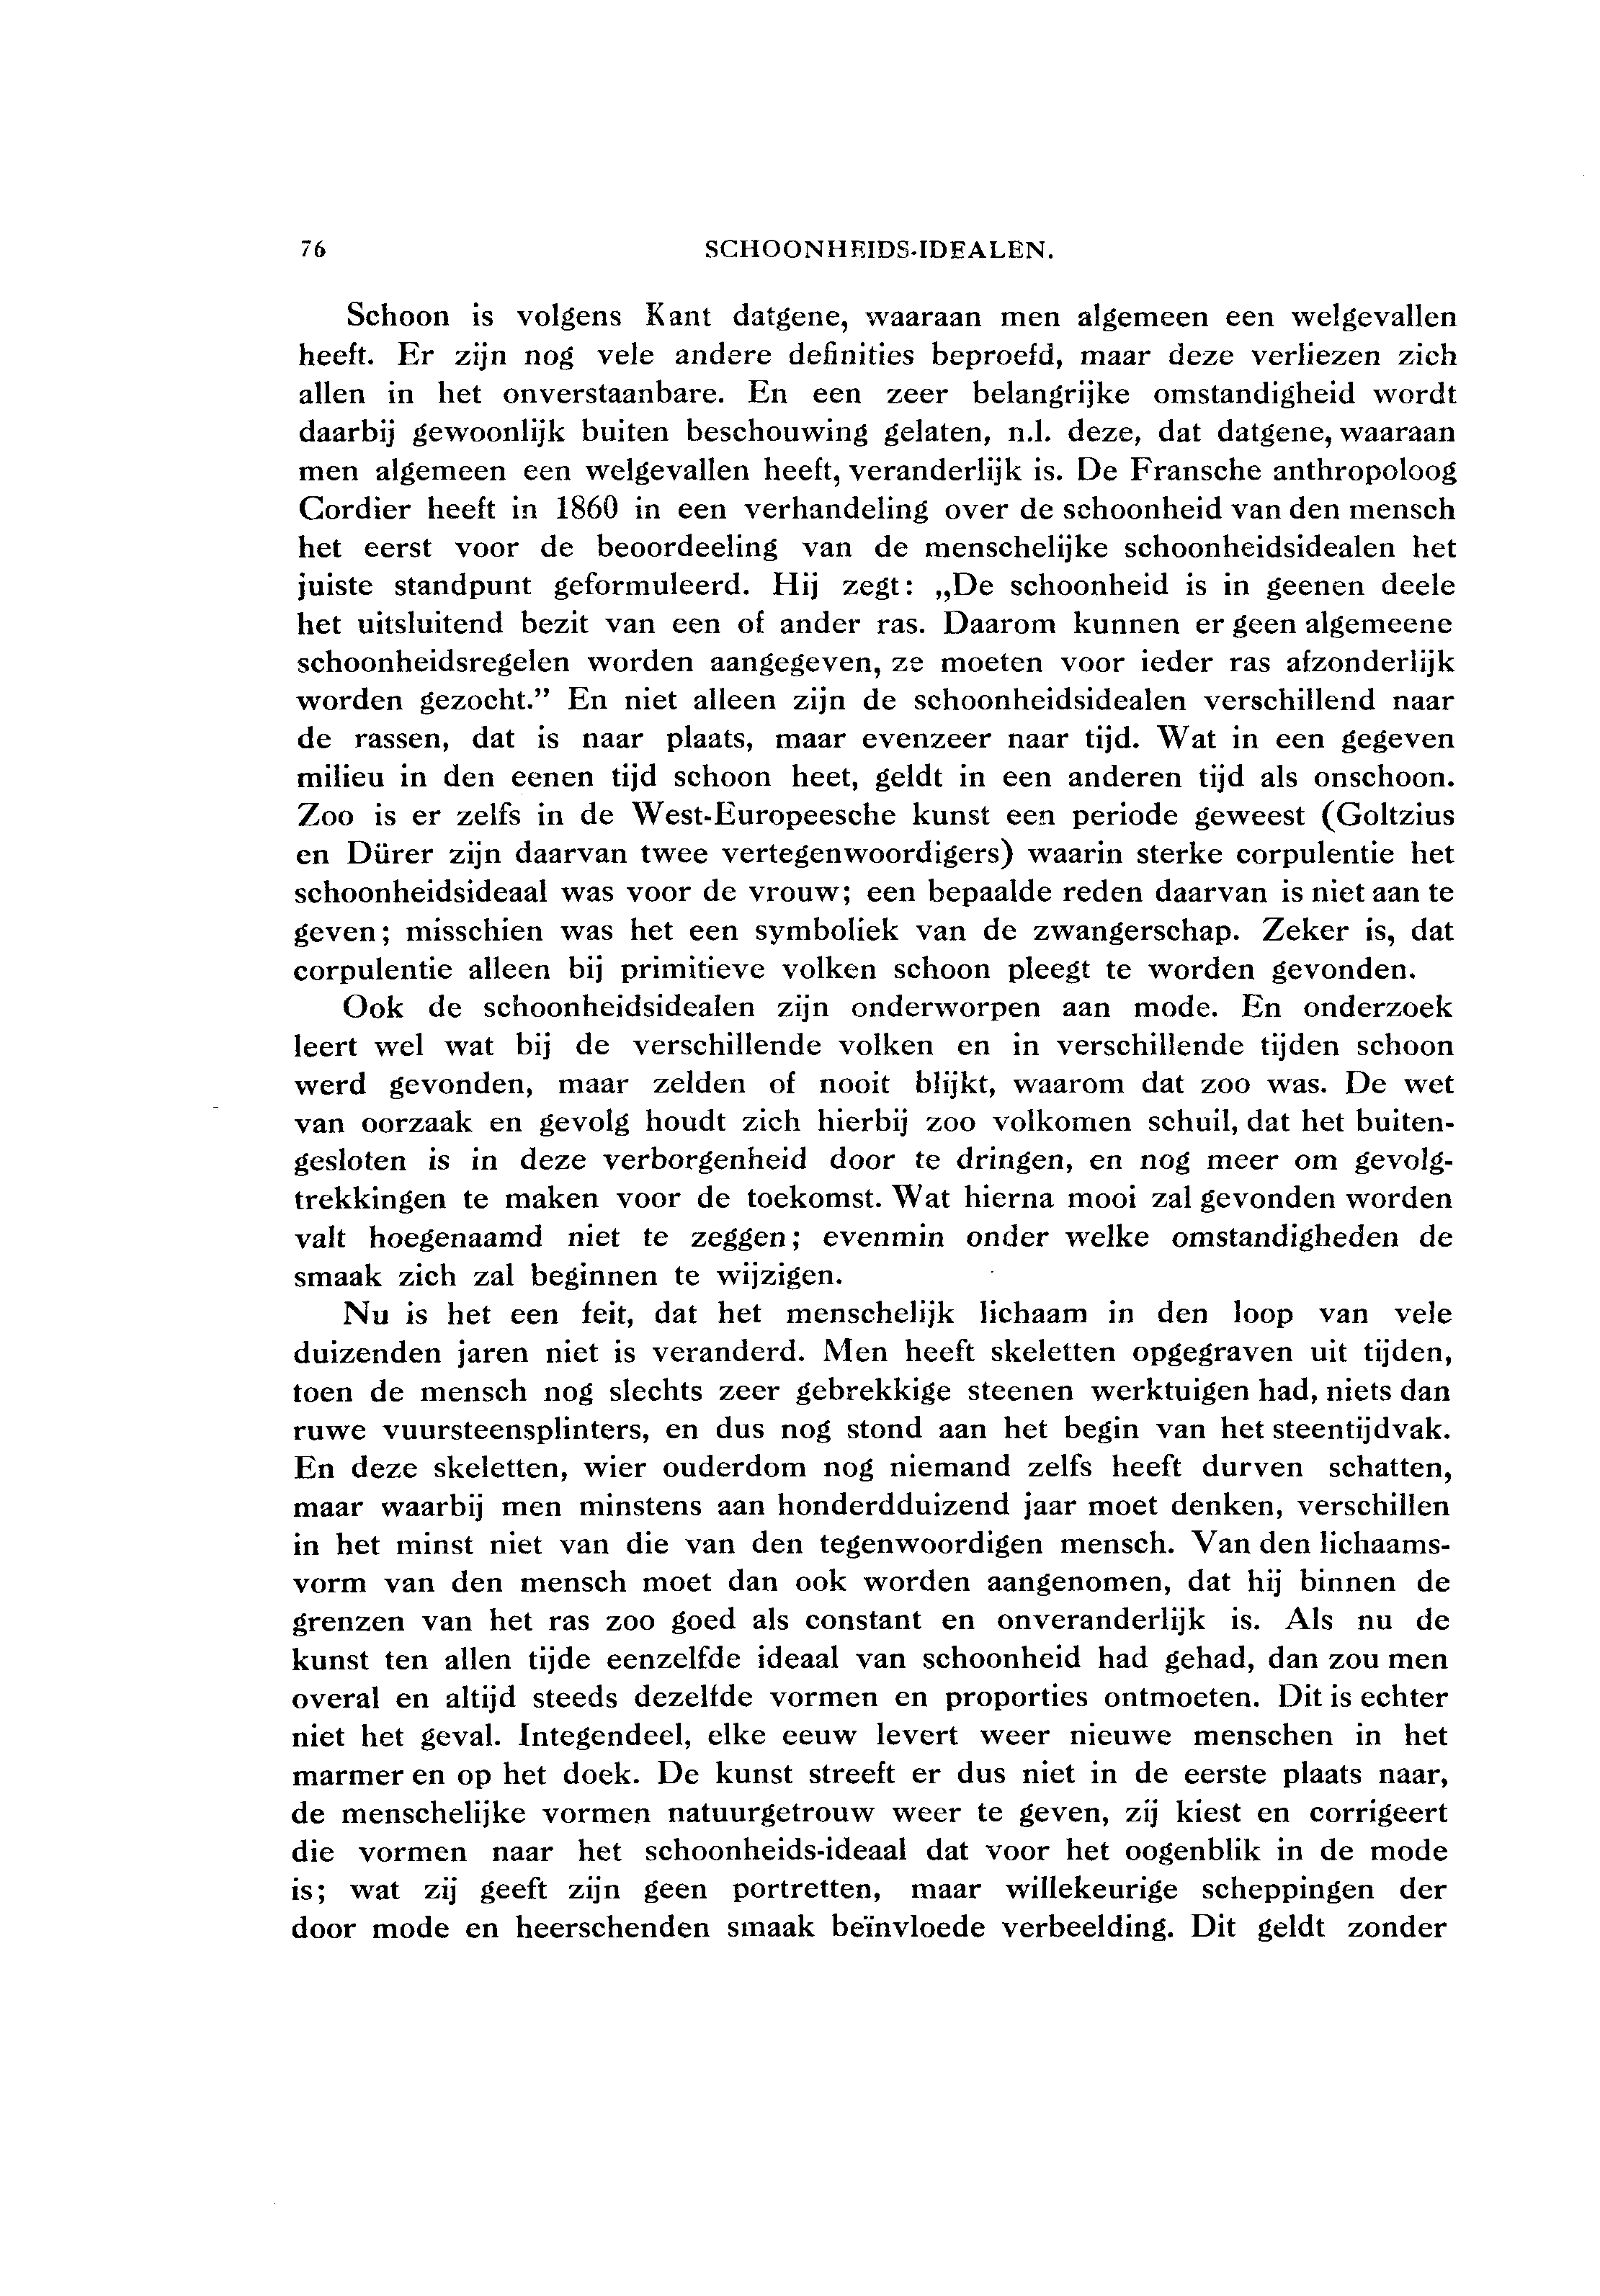 76 SCHOONHEIDS-IDEALEN.
Schoon is volgens Kant datgene, waaraan men algemeen een welgevallen
heeft. Er zijn nog vele andere definities beproefd, maar deze verliezen zich
allen in het onverstaanbare. En een zeer belangrijke omstandigheid wordt
daarbij gewoonlijk buiten beschouwing gelaten, n.l. deze, dat datgene, waaraan
men algemeen een welgevallen heeft, veranderlijk is. De Fransche anthropoloog
Cordier heeft in 1860 in een verhandeling over de schoonheid van den mensch
het eerst voor de beoordeeling van de menschelijke schoonheidsidealen het
juiste standpunt geformuleerd. Hij zegt: „De schoonheid is in geenen deele
het uitsluitend bezit van een of ander ras. Daarom kunnen er geen algemeene
schoonheidsregelen worden aangegeven, ze moeten voor ieder ras afzonderlijk
worden gezocht.” En niet alleen zijn de schoonheidsidealen verschillend naar
de rassen, dat is naar plaats, maar evenzeer naar tijd. Wat in een gegeven
milieu in den eenen tijd schoon heet, geldt in een anderen tijd als onschoon.
Zoo is er zelfs in de West-Europeesche kunst een periode geweest (Goltzius
en Dürer zijn daarvan twee vertegenwoordigers) waarin sterke corpulentie het
schoonheidsideaal was voor de vrouw; een bepaalde reden daarvan is niet aan te
geven; misschien was het een symboliek van de zwangerschap. Zeker is, dat
corpulentie alleen bij primitieve volken schoon pleegt te worden gevonden.
Ook de schoonheidsidealen zijn onderworpen aan mode. En onderzoek
leert wel wat bij de verschillende volken en in verschillende tijden schoon
werd gevonden, maar zelden of nooit blijkt, waarom dat zoo was. De wet
van oorzaak en gevolg houdt zich hierbij zoo volkomen schuil, dat het buiten-
gesloten is in deze verborgenheid door te dringen, en nog meer om gevolg-
trekkingen te maken voor de toekomst. Wat hierna mooi zal gevonden worden
valt hoegenaamd niet te zeggen; evenmin onder welke omstandigheden de
smaak zich zal beginnen te wijzigen.
Nu is het een feit, dat het menschelijk lichaam in den loop van vele
duizenden jaren niet is veranderd. Men heeft skeletten opgegraven uit tijden,
toen de mensch nog slechts zeer gebrekkige steenen werktuigen had, niets dan
ruwe vuursteensplinters, en dus nog stond aan het begin van het steentijdvak.
En deze skeletten, wier ouderdom nog niemand zelfs heeft durven schatten,
maar waarbij men minstens aan honderdduizend jaar moet denken, verschillen
in het minst niet van die van den tegenwoordigen mensch. Van den lichaams-
vorm van den mensch moet dan ook worden aangenomen, dat hij binnen de
grenzen van het ras zoo goed als constant en onveranderlijk is. Als nu de
kunst ten allen tijde eenzelfde ideaal van schoonheid had gehad, dan zou men
overal en altijd steeds dezelfde vormen en proporties ontmoeten. Dit is echter
niet het geval. Integendeel, elke eeuw levert weer nieuwe menschen in het
marmer en op het doek. De kunst streeft er dus niet in de eerste plaats naar,
de menschelijke vormen natuurgetrouw weer te geven, zij kiest en corrigeert
die vormen naar het schoonheids-ideaal dat voor het oogenblik in de mode
is; wat zij geeft zijn geen portretten, maar willekeurige scheppingen der
door mode en heerschenden smaak beïnvloede verbeelding. Dit geldt zonder